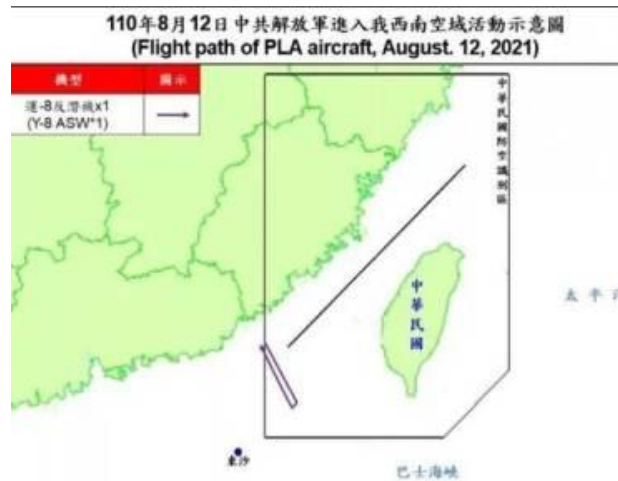 110年8月12日中共解放軍進入我西南空域活動示意圖
(Flight path of PLA aircraft, August. 12, 2021)
機型 圖示
運-8反潛機x1
(Y-8 ASW*1)
中華民國防空識別區
中華民國
太平洋
東沙
巴士海峽